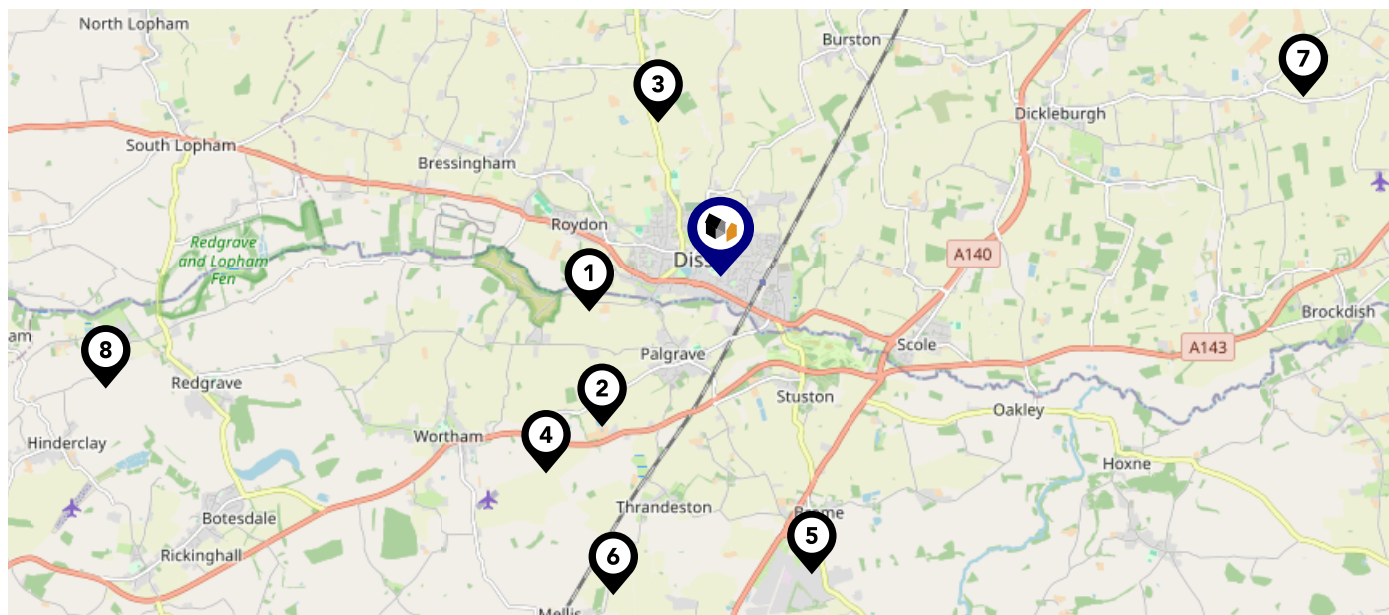 North Lopham
Burston
7
3
Dickleburgh
South Lopham
Bressingham
Roydon
Redgrave
and Lopham
Fen
A140
Diss
1
Brockdish
am
8
Scole
A143
Palgrave
Redgrave
2
Stuston
Oakley
4
Wortham
Hinderclay
Hoxne
Thrandeston
Botesdale
5
Rickinghall
6